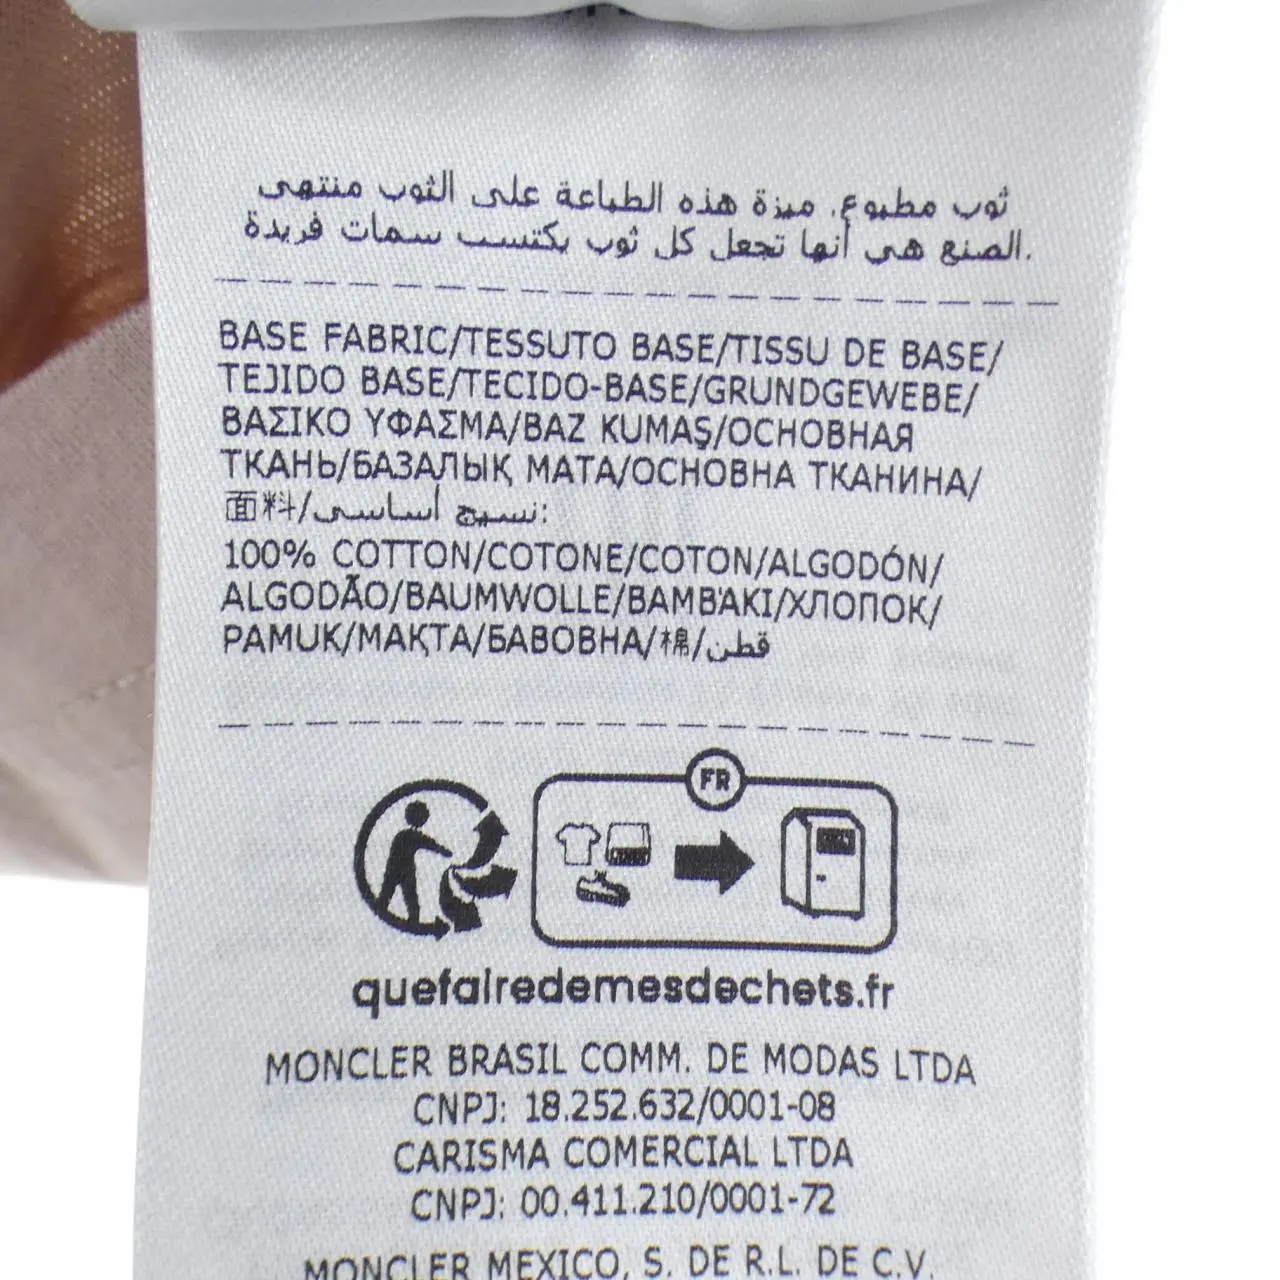 ثوب مطبوع. ميزة هذه الطباعة على الثوب منتهى
الصنع هي أنها تجعل كل ثوب يكتسب سمات فريدة.
BASE FABRIC/TESSUTO BASE/TISSU DE BASE/
TEJIDO BASE/TECIDO-BASE/GRUNDGEWEBE/
ΒΑΣΙΚΟ ΥΦΑΣΜΑ/BAZ KUMAŞ/ОСНОВНАЯ
ТКАНЬ/БАЗАЛЫҚ МАТА/ОСНОВНА ТКАНИНА/
面料/نسيج أساسى:
100% COTTON/COTONE/COTON/ALGODÓN/
ALGODÃO/BAUMWOLLE/ΒΑΜΒΆΚΙ/ХЛОПОК/
PAMUK/МАҚТА/БАВОВНА/棉/قطن
FR
quefairedemesdechets.fr
MONCLER BRASIL COMM. DE MODAS LTDA
CNPJ: 18.252.632/0001-08
CARISMA COMERCIAL LTDA
CNPJ: 00.411.210/0001-72
MONCLER MEXICO, S. DE R.L. DE C.V.